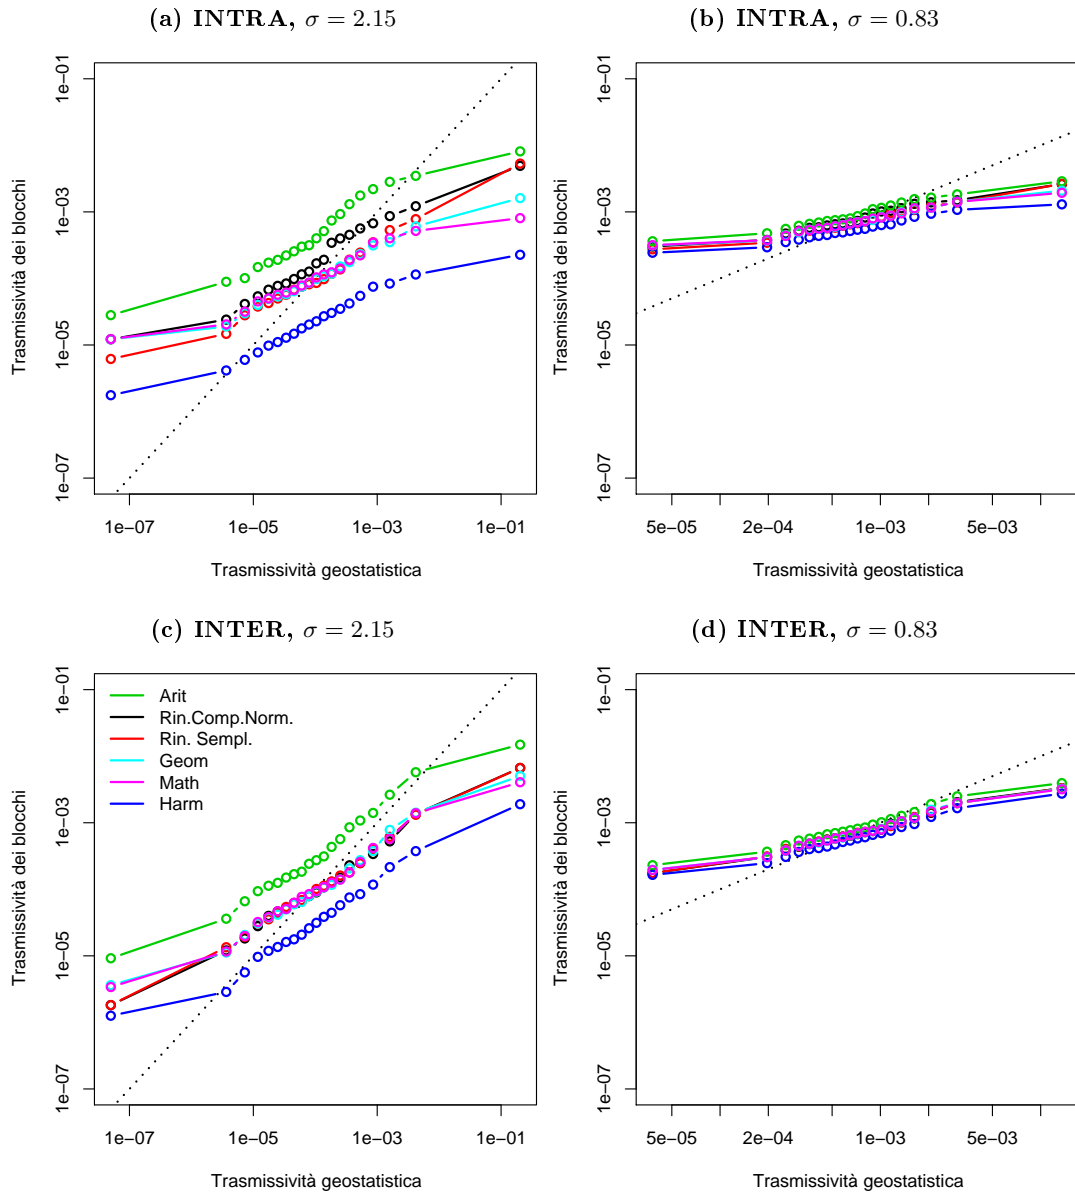 (a) INTRA, σ = 2.15
(b) INTRA, σ = 0.83
1e−01
1e−03
1e−05
1e−07
Trasmissività dei blocchi
1e−07 1e−05 1e−03 1e−01
Trasmissività geostatistica
1e−01
1e−03
1e−05
1e−07
Trasmissività dei blocchi
5e−05 2e−04 1e−03 5e−03
Trasmissività geostatistica
(c) INTER, σ = 2.15
(d) INTER, σ = 0.83
1e−01
1e−03
1e−05
1e−07
Trasmissività dei blocchi
Arit
Rin.Comp.Norm.
Rin. Sempl.
Geom
Math
Harm
1e−07 1e−05 1e−03 1e−01
Trasmissività geostatistica
1e−01
1e−03
1e−05
1e−07
Trasmissività dei blocchi
5e−05 2e−04 1e−03 5e−03
Trasmissività geostatistica